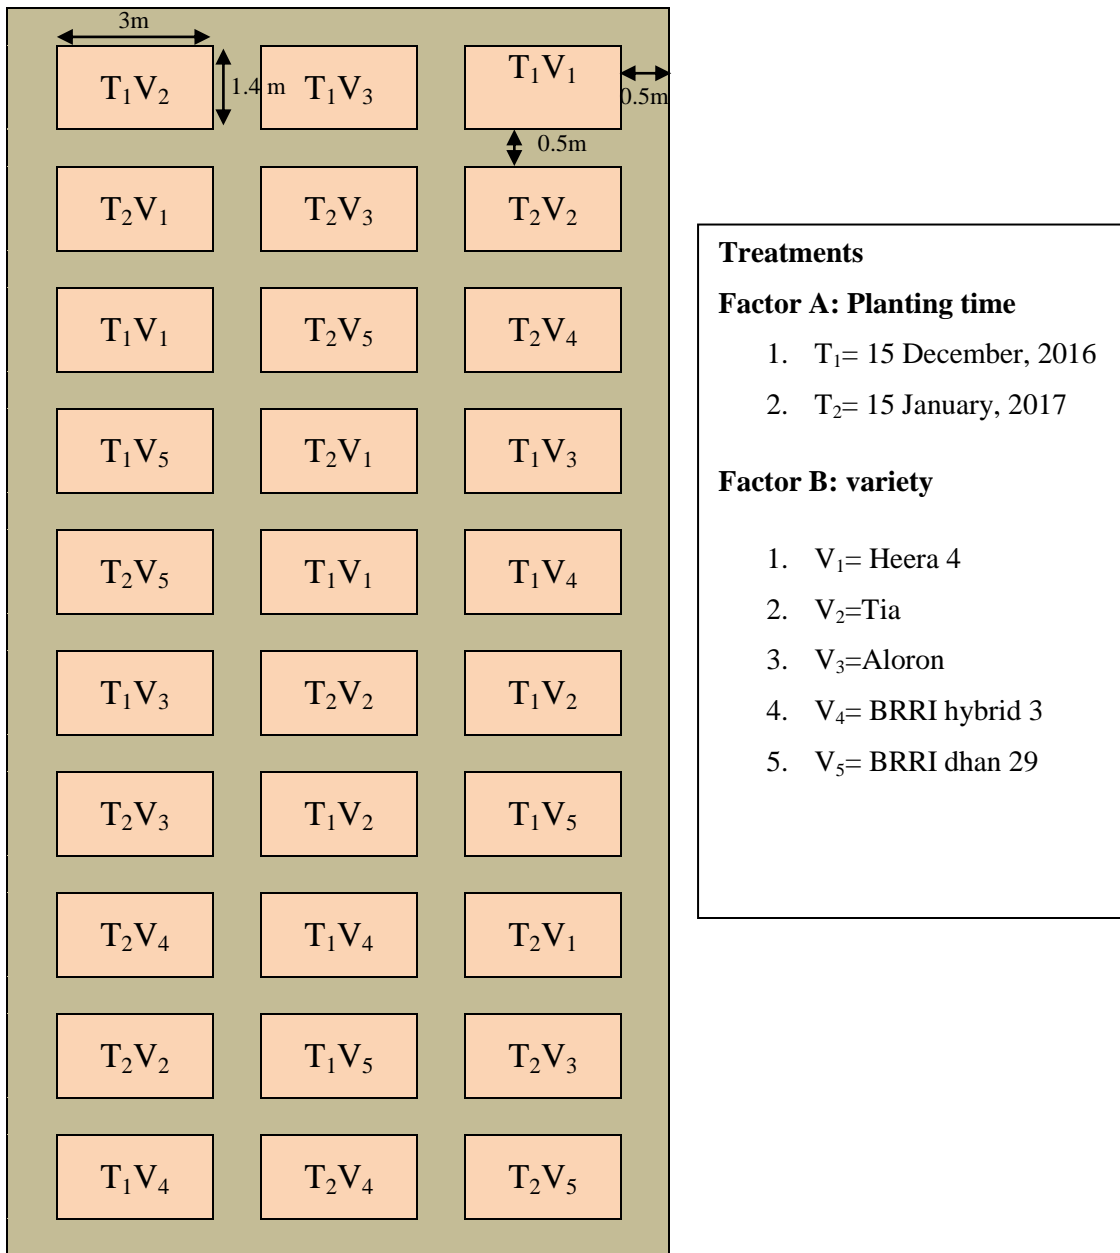 3m
T₁V₂ 1.4 m T₁V₃ T₁V₁ 0.5m
0.5m
T₂V₁ T₂V₃ T₂V₂
T₁V₁ T₂V₅ T₂V₄
T₁V₅ T₂V₁ T₁V₃
T₂V₅ T₁V₁ T₁V₄
T₁V₃ T₂V₂ T₁V₂
T₂V₃ T₁V₂ T₁V₅
T₂V₄ T₁V₄ T₂V₁
T₂V₂ T₁V₅ T₂V₃
T₁V₄ T₂V₄ T₂V₅
Treatments
Factor A: Planting time
1. T₁= 15 December, 2016
2. T₂= 15 January, 2017
Factor B: variety
1. V₁= Heera 4
2. V₂=Tia
3. V₃=Aloron
4. V₄= BRRI hybrid 3
5. V₅= BRRI dhan 29